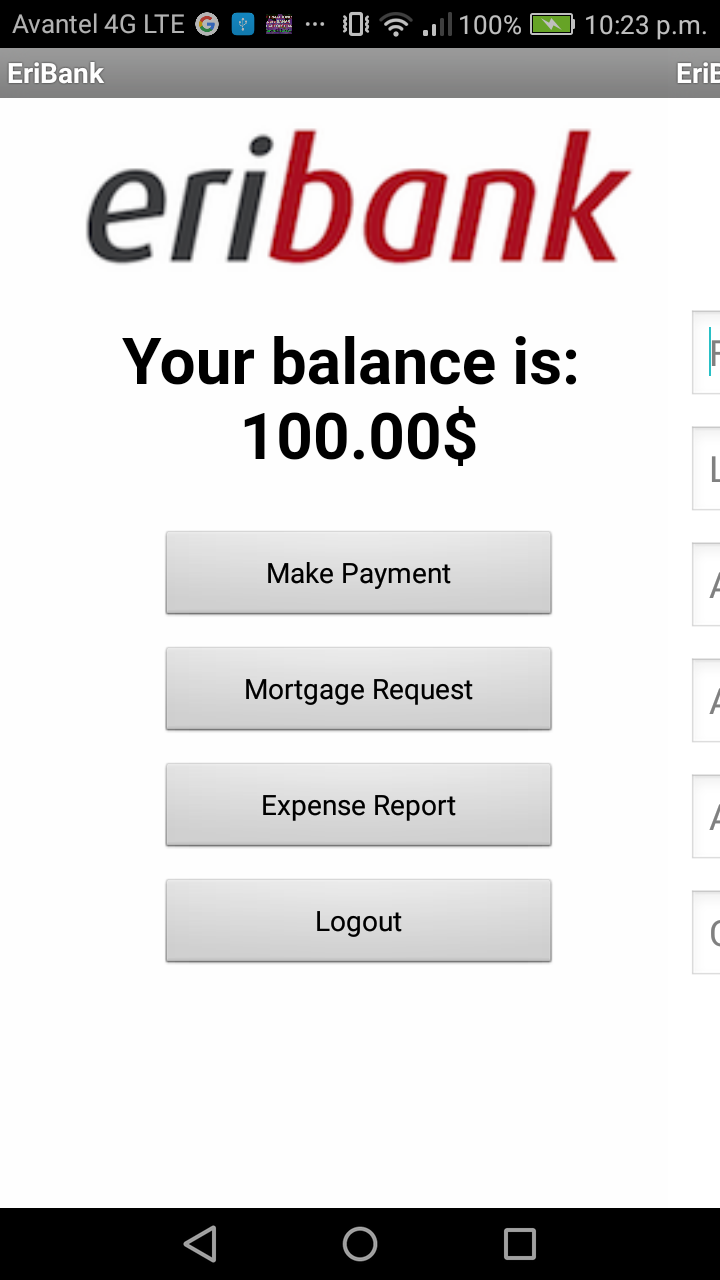 Avantel 4G LTE ... 100% 10:23 p.m.
EriBank
EriB
eribank
Your balance is:
100.00$
Make Payment
Mortgage Request
Expense Report
Logout